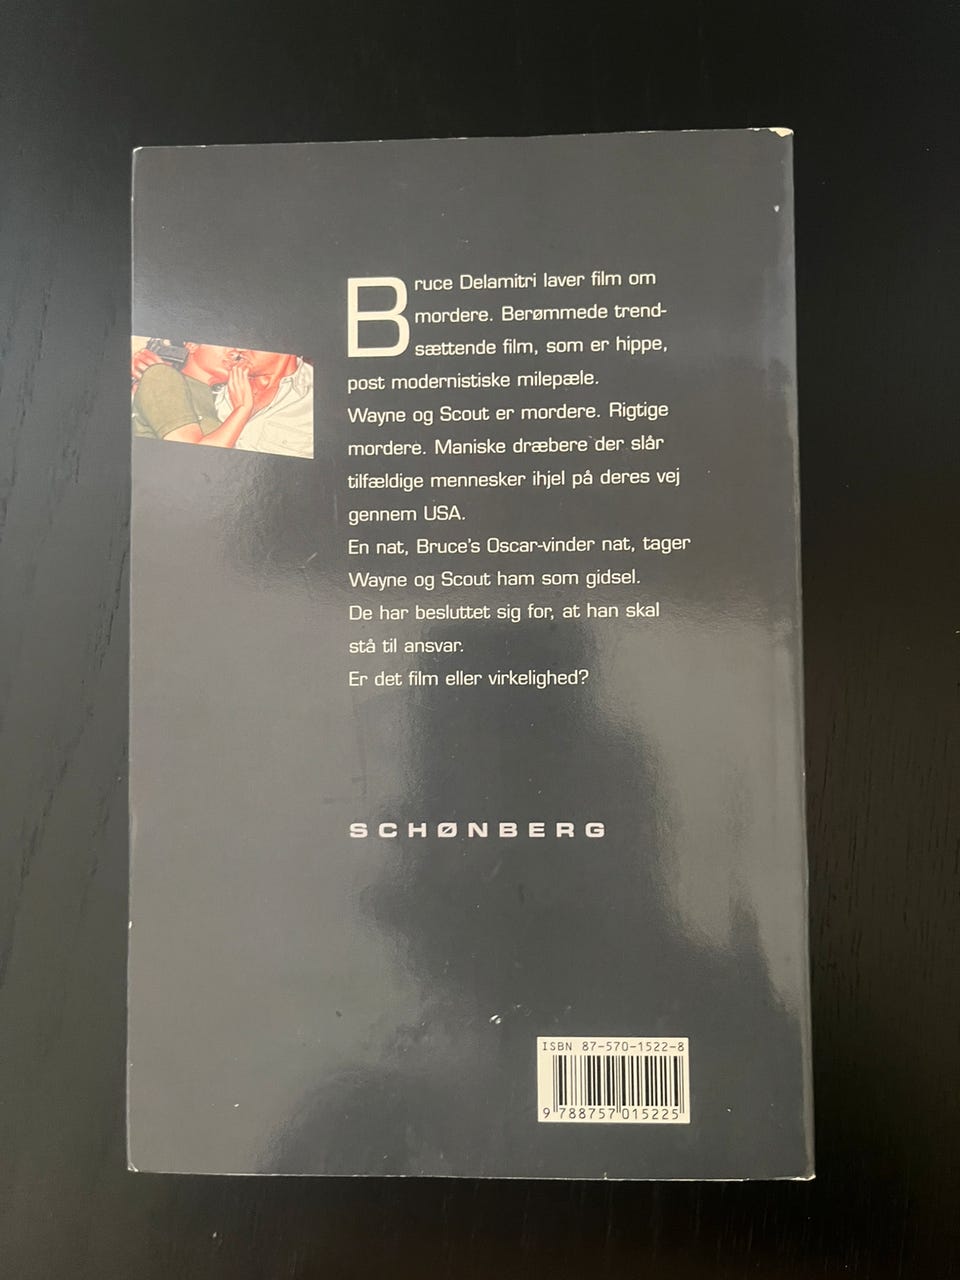 Bruce Delamitri laver film om
mordere. Berømmede trend-
sættende film, som er hippe,
post modernistiske milepæle.
Wayne og Scout er mordere. Rigtige
mordere. Maniske dræbere der slår
tilfældige mennesker ihjel på deres vej
gennem USA.
En nat, Bruce's Oscar-vinder nat, tager
Wayne og Scout ham som gidsel.
De har besluttet sig for, at han skal
stå til ansvar.
Er det film eller virkelighed?
SCHØNBERG
ISBN 87-570-1522-8
9 788757 015225